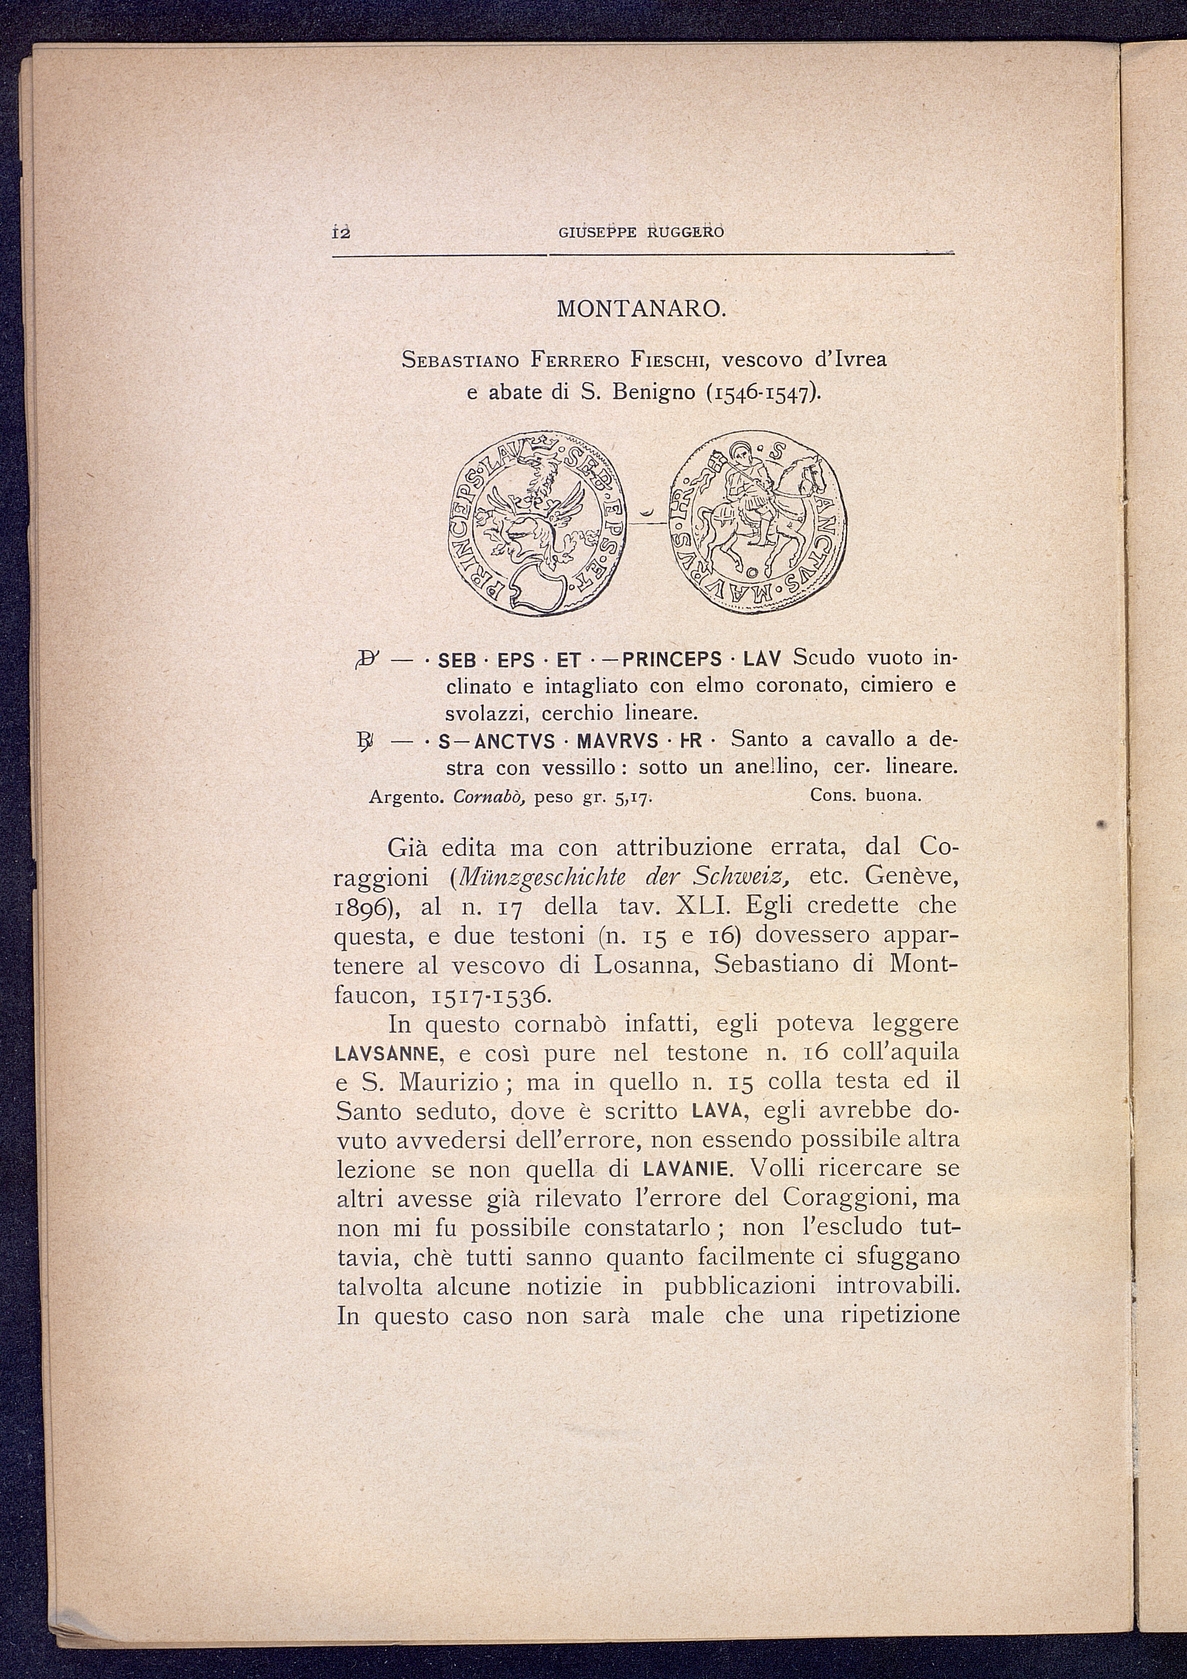 12 GIUSEPPE RUGGERO
MONTANARO.
Sebastiano Ferrero Fieschi, vescovo d'Ivrea
e abate di S. Benigno (1546-1547).
· SEB · EPS · ET · PRINCEPS · LAV
· S ANCTVS · MAVRVS · HR ·
D/ — · SEB · EPS · ET · — PRINCEPS · LAV Scudo vuoto in-
clinato e intagliato con elmo coronato, cimiero e
svolazzi, cerchio lineare.
R/ — · S—ANCTVS · MAVRVS · HR · Santo a cavallo a de-
stra con vessillo : sotto un anellino, cer. lineare.
Argento. Cornabò, peso gr. 5,17. Cons. buona.
Già edita ma con attribuzione errata, dal Co-
raggioni (Münzgeschichte der Schweiz, etc. Genève,
1896), al n. 17 della tav. XLI. Egli credette che
questa, e due testoni (n. 15 e 16) dovessero appar-
tenere al vescovo di Losanna, Sebastiano di Mont-
faucon, 1517-1536.
In questo cornabò infatti, egli poteva leggere
LAVSANNE, e così pure nel testone n. 16 coll'aquila
e S. Maurizio ; ma in quello n. 15 colla testa ed il
Santo seduto, dove è scritto LAVA, egli avrebbe do-
vuto avvedersi dell'errore, non essendo possibile altra
lezione se non quella di LAVANIE. Volli ricercare se
altri avesse già rilevato l'errore del Coraggioni, ma
non mi fu possibile constatarlo ; non l'escludo tut-
tavia, chè tutti sanno quanto facilmente ci sfuggano
talvolta alcune notizie in pubblicazioni introvabili.
In questo caso non sarà male che una ripetizione